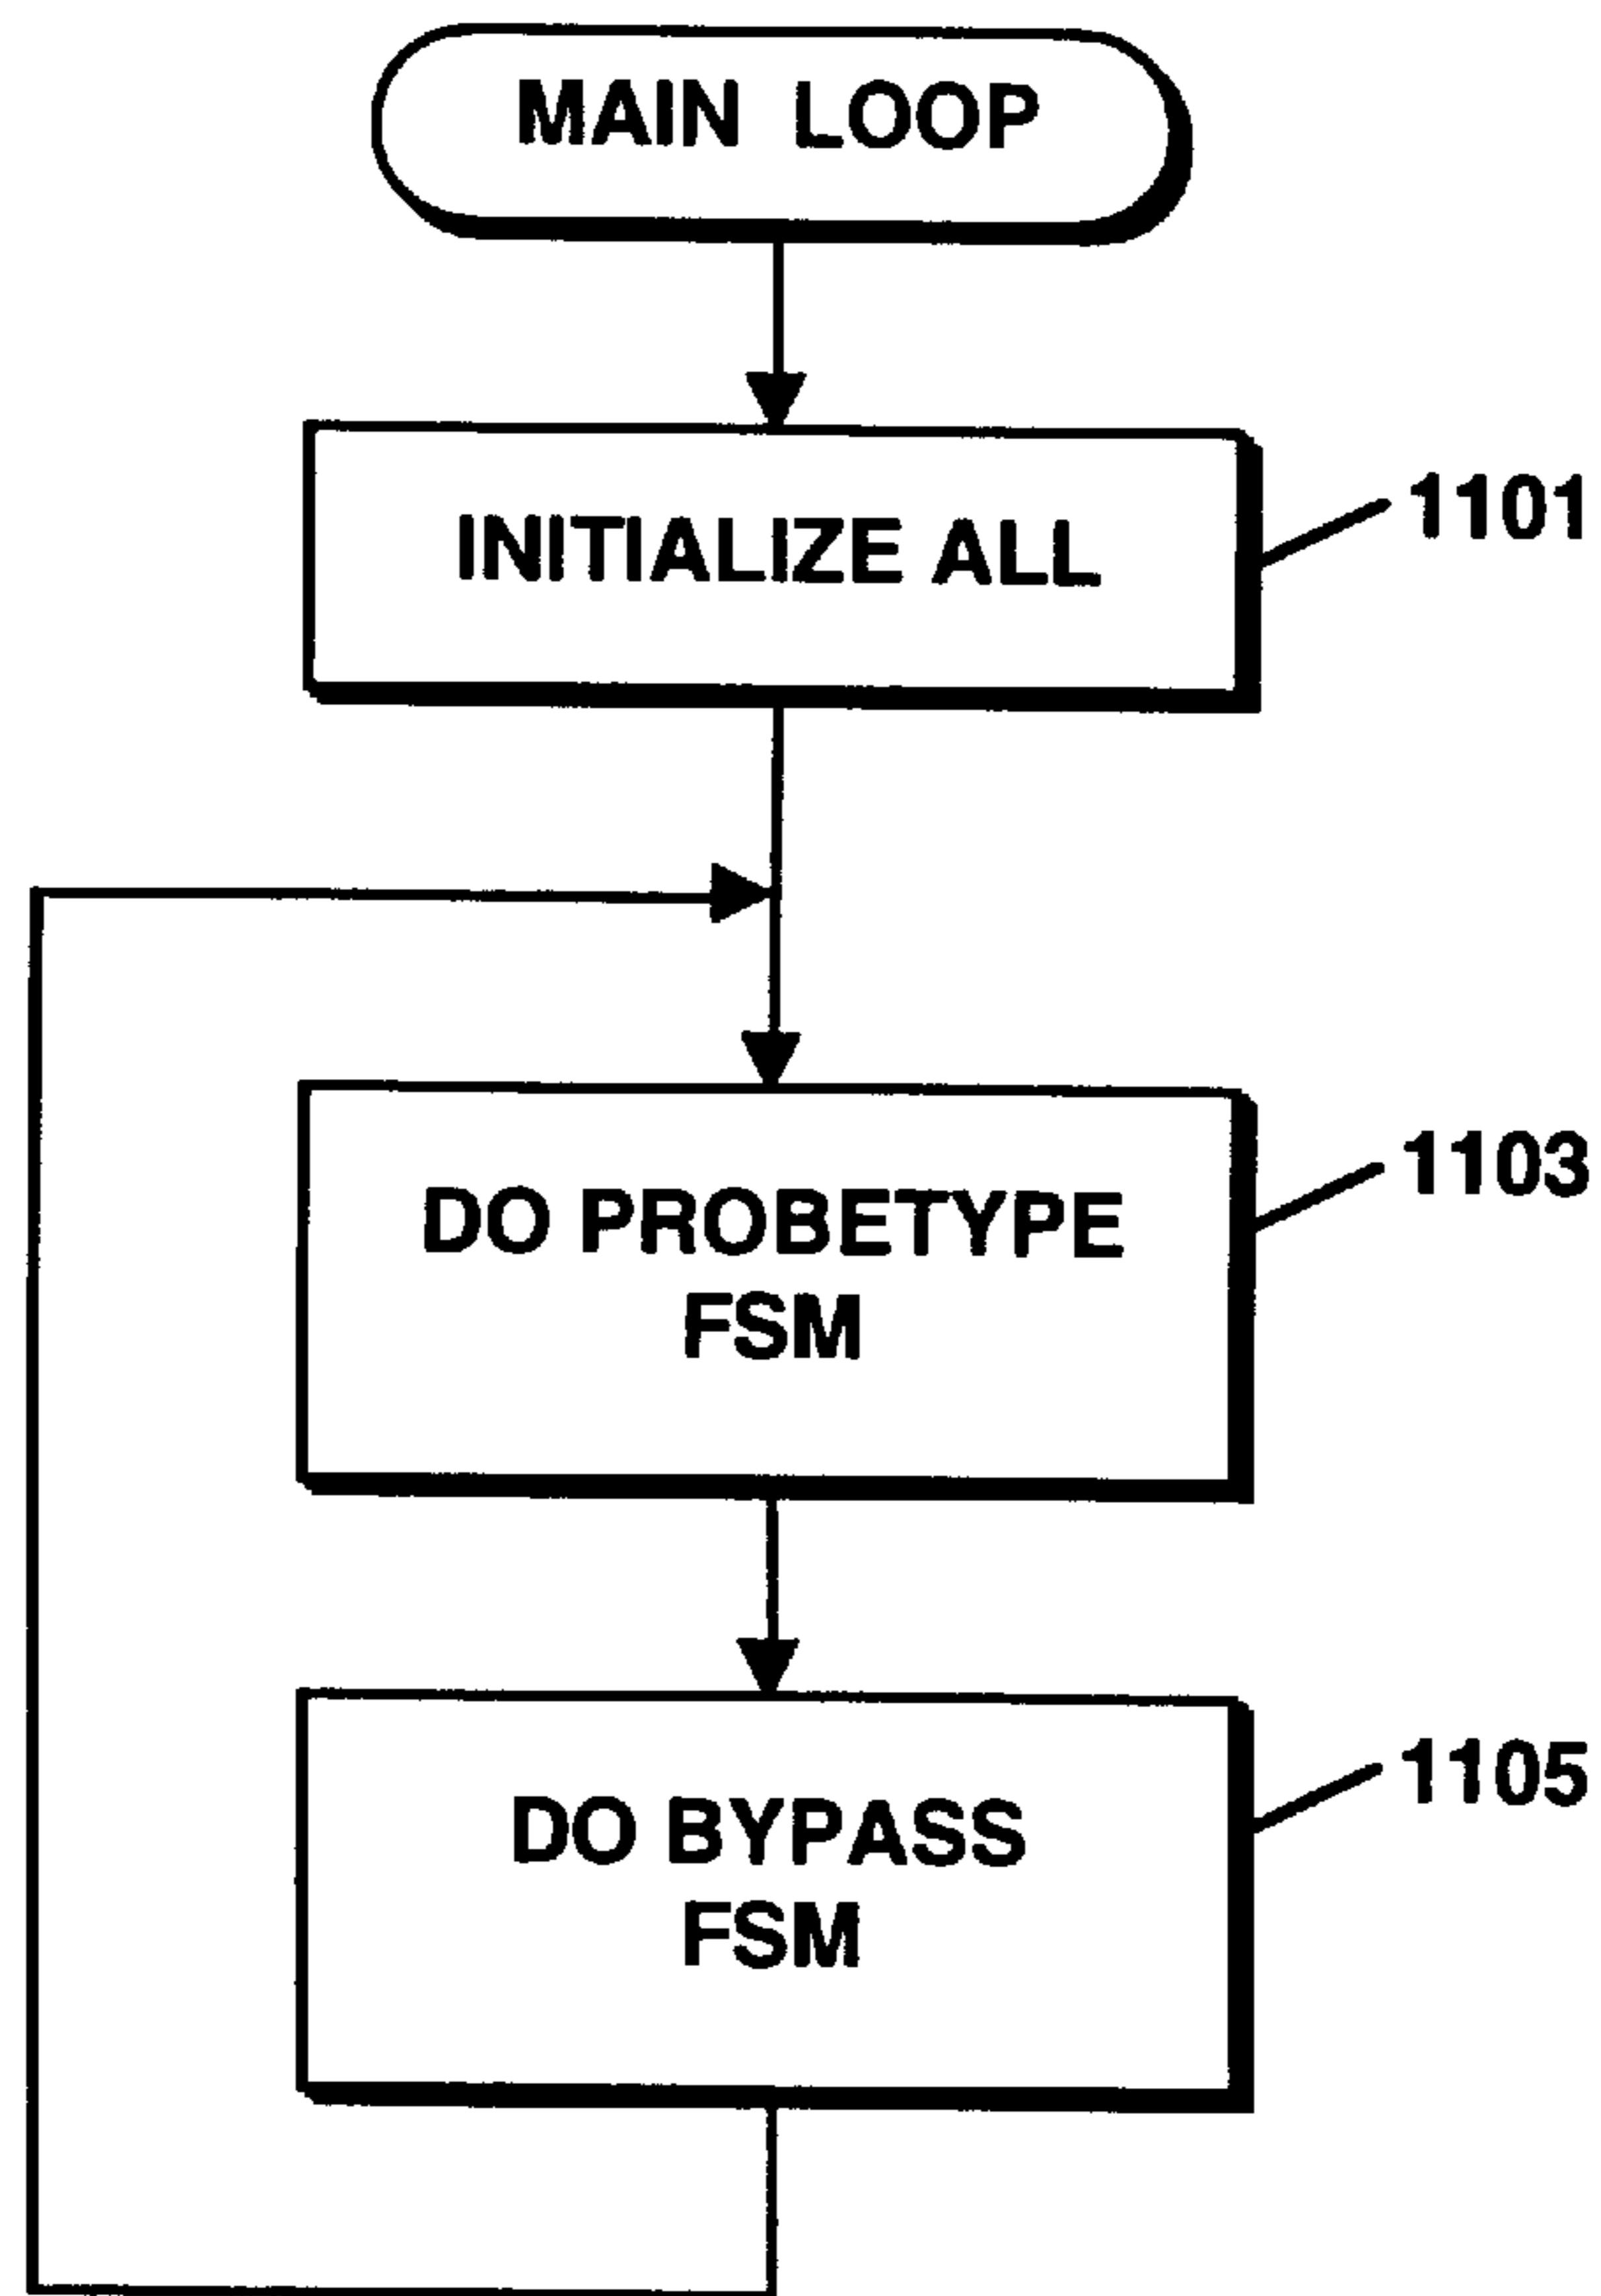 MAIN LOOP
INITIALIZE ALL
1101
DO PROBETYPE
FSM
1103
DO BYPASS
FSM
1105